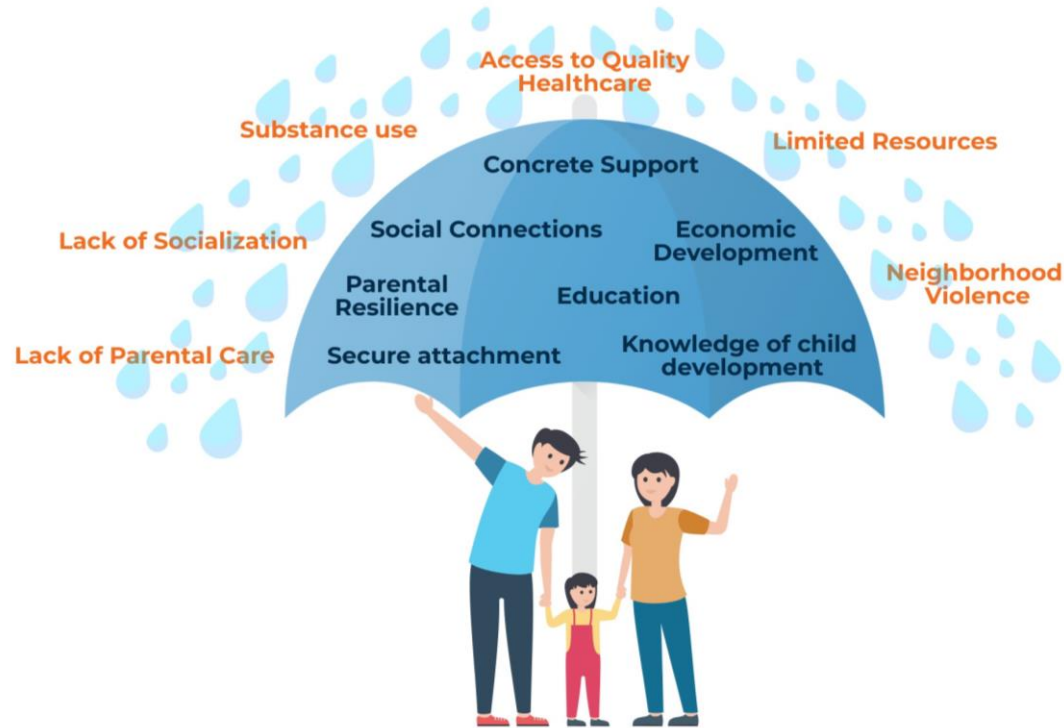 Access to Quality
Healthcare
Substance use
Limited Resources
Concrete Support
Lack of Socialization
Social Connections
Economic
Development
Neighborhood
Violence
Parental
Resilience
Education
Lack of Parental Care
Secure attachment
Knowledge of child
development